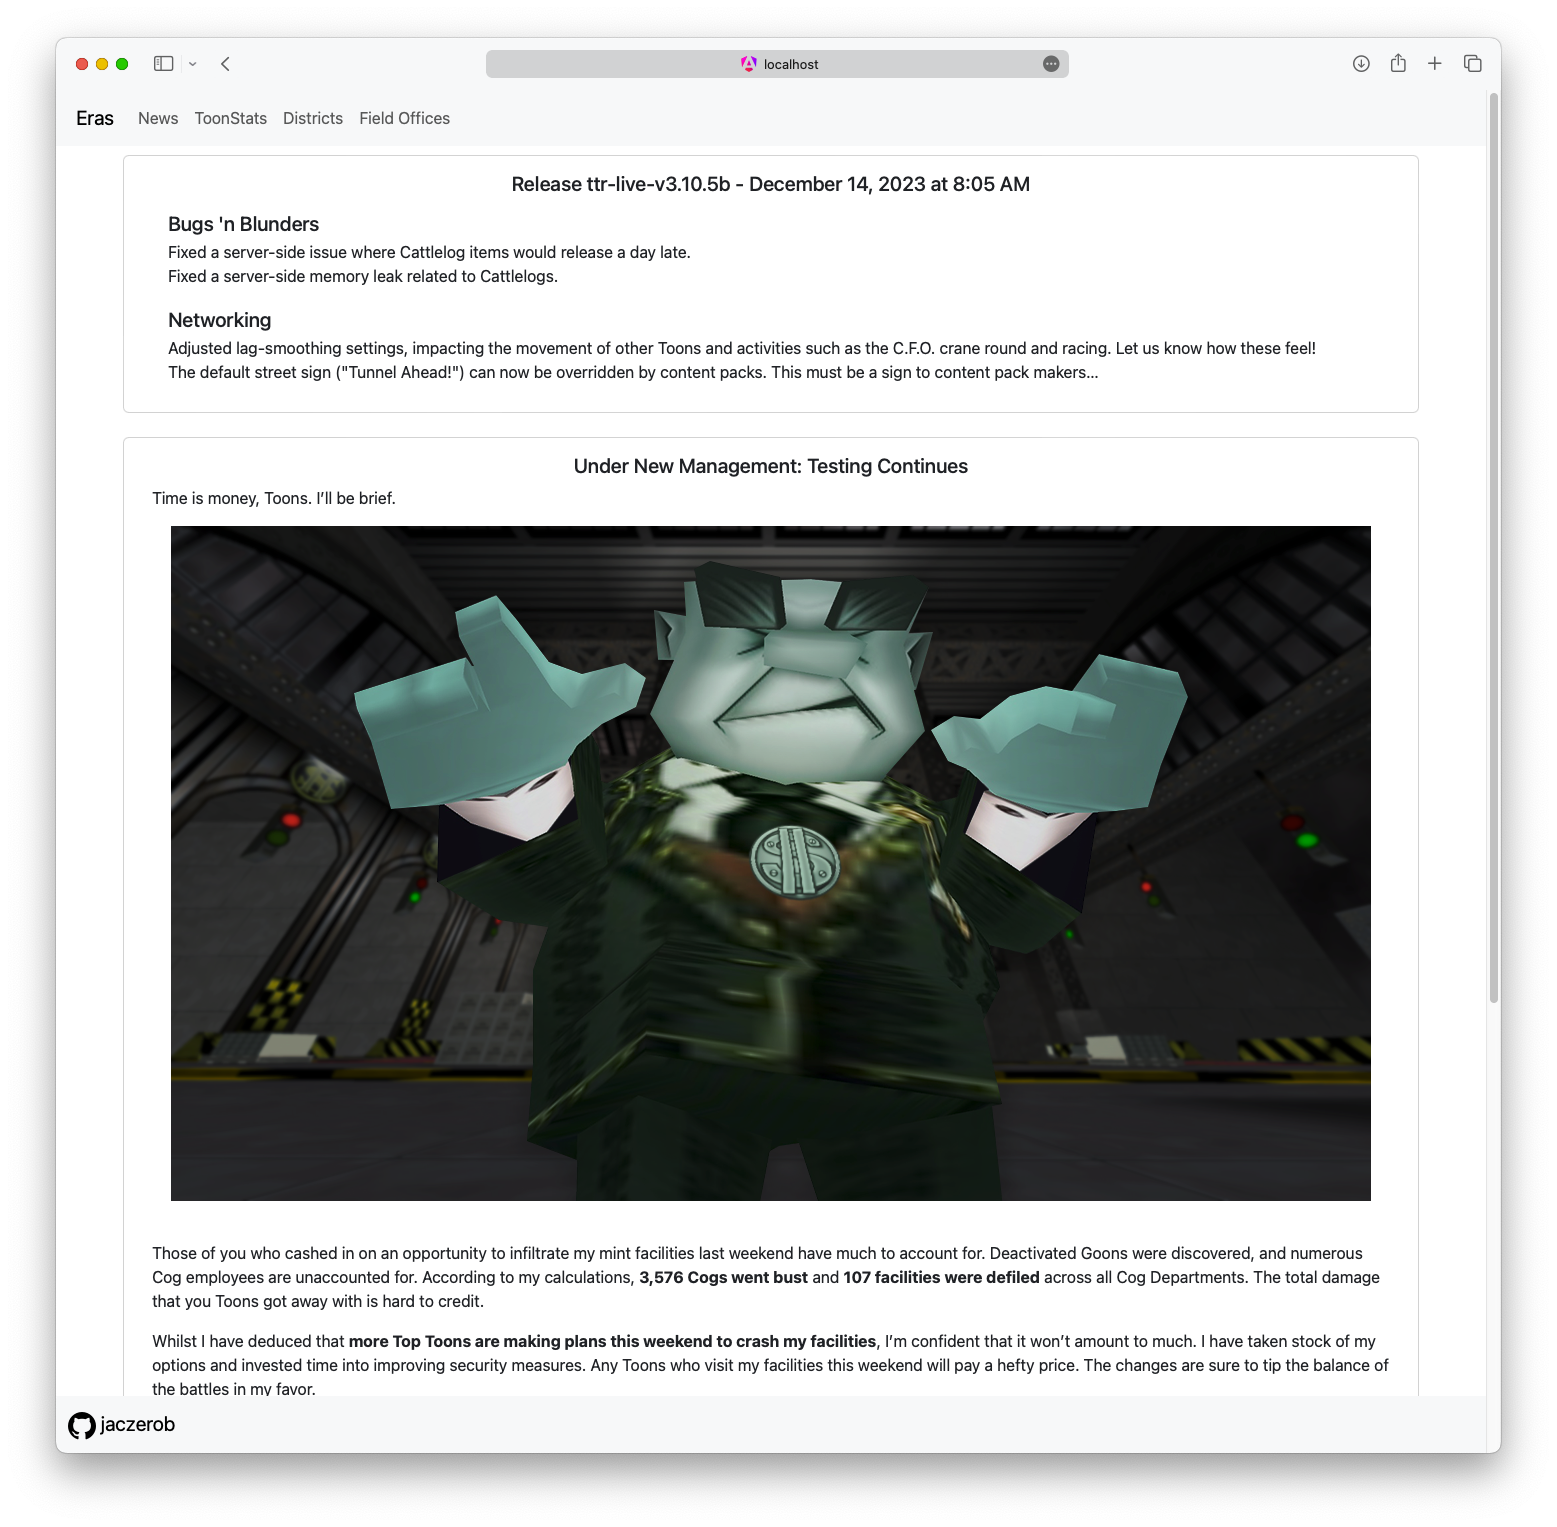 localhost
Eras News ToonStats Districts Field Offices
Release ttr-live-v3.10.5b - December 14, 2023 at 8:05 AM
Bugs 'n Blunders
Fixed a server-side issue where Cattlelog items would release a day late.
Fixed a server-side memory leak related to Cattlelogs.
Networking
Adjusted lag-smoothing settings, impacting the movement of other Toons and activities such as the C.F.O. crane round and racing. Let us know how these feel!
The default street sign ("Tunnel Ahead!") can now be overridden by content packs. This must be a sign to content pack makers...
Under New Management: Testing Continues
Time is money, Toons. I’ll be brief.
Those of you who cashed in on an opportunity to infiltrate my mint facilities last weekend have much to account for. Deactivated Goons were discovered, and numerous
Cog employees are unaccounted for. According to my calculations, 3,576 Cogs went bust and 107 facilities were defiled across all Cog Departments. The total damage
that you Toons got away with is hard to credit.
Whilst I have deduced that more Top Toons are making plans this weekend to crash my facilities, I’m confident that it won’t amount to much. I have taken stock of my
options and invested time into improving security measures. Any Toons who visit my facilities this weekend will pay a hefty price. The changes are sure to tip the balance of
the battles in my favor.
jaczerob